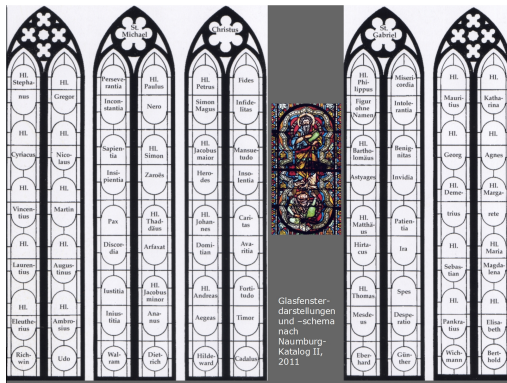 Hl.
Stepha-
nus
Hl.
Cyriacus
Hl.
Vincen-
tius
Hl.
Lauren-
tius
Hl.
Eleuthe-
rius
Rich-
win
Hl.
Gregor
Hl.
Nico-
laus
Hl.
Martin
Hl.
Augus-
tinus
Hl.
Ambro-
sius
Udo
St.
Michael
Perseve-
rantia
Incon-
stantia
Sapien-
tia
Insi-
pientia
Pax
Discor-
dia
Iustitia
Inius-
titia
Wal-
ram
Hl.
Paulus
Nero
Hl.
Simon
Zaroës
Hl.
Thad-
däus
Arfaxat
Hl.
Jacobus
minor
Ana-
nus
Diet-
rich
Christus
Hl.
Petrus
Simon
Magus
Hl.
Jacobus
maior
Hero-
des
Hl.
Johan-
nes
Domi-
tian
Hl.
Andreas
Aegeas
Hilde-
ward
Fides
Infide-
litas
Mansue-
tudo
Inso-
lentia
Cari-
tas
Ava-
ritia
Forti-
tudo
Timor
Cadalus
Glasfenster-
darstellungen
und -schema
nach
Naumburg-
Katalog II,
2011
St.
Gabriel
Hl.
Phi-
lippus
Figur
ohne
Namen
Hl.
Bartho-
lomäus
Astyages
Hl.
Matthä-
us
Hirta-
cus
Hl.
Thomas
Mesde-
us
Eber-
hard
Miseri-
cordia
Intole-
rantia
Benig-
nitas
Invidia
Patien-
tia
Ira
Spes
Despe-
ratio
Gün-
ther
Hl.
Mauri-
tius
Hl.
Georg
Hl.
Deme-
trius
Hl.
Sebas-
tian
Hl.
Pankra-
tius
Wich-
mann
Hl.
Katha-
rina
Hl.
Agnes
Hl.
Marga-
rete
Hl.
Maria
Magda-
lena
Hl.
Elisa-
beth
Bert-
hold